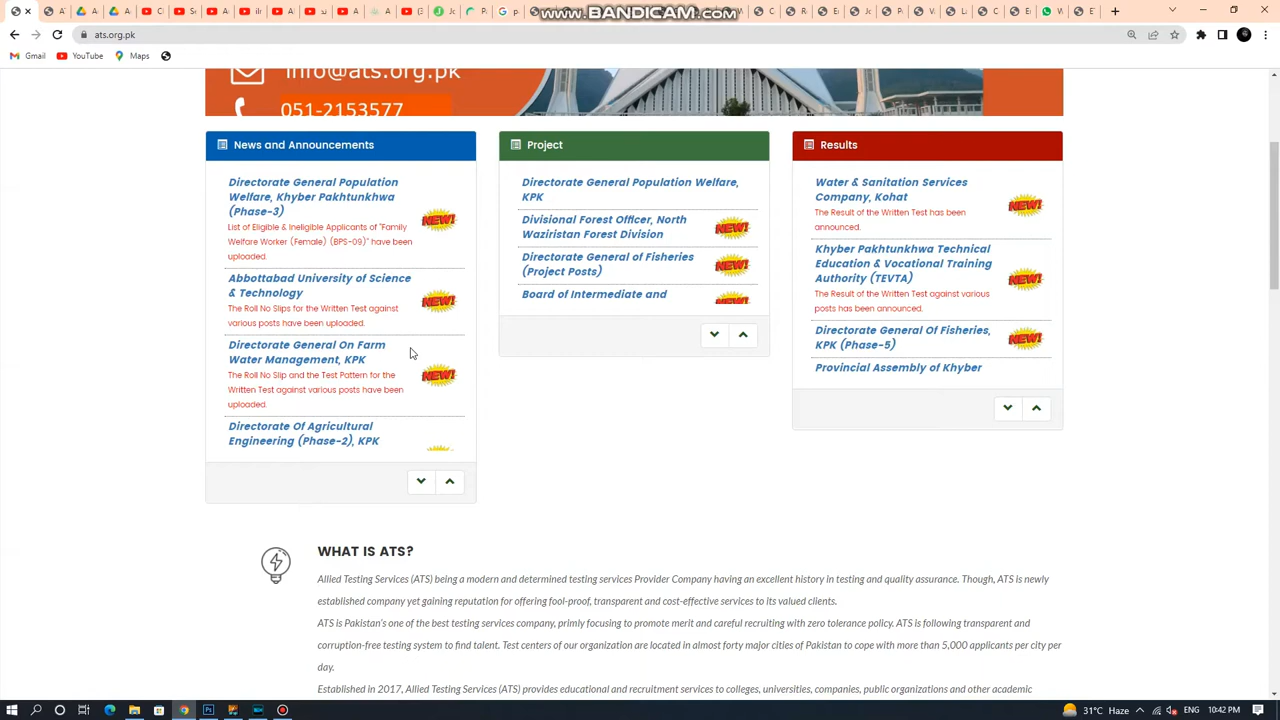 www.BANDICAM.com
ats.org.pk
Gmail
YouTube
Maps
info@ats.org.pk
051-2153577
News and Announcements
Directorate General Population
Welfare, Khyber Pakhtunkhwa
(Phase-3)
List of Eligible & Ineligible Applicants of "Family
Welfare Worker (Female) (BPS-09)" have been
uploaded.
NEW!
Abbottabad University of Science
& Technology
The Roll No Slips for the Written Test against
various posts have been uploaded.
NEW!
Directorate General On Farm
Water Management, KPK
The Roll No Slip and the Test Pattern for the
Written Test against various posts have been
uploaded.
NEW!
Directorate Of Agricultural
Engineering (Phase-2), KPK
Project
Directorate General Population Welfare,
KPK
Divisional Forest Officer, North
Waziristan Forest Division
NEW!
Directorate General of Fisheries
(Project Posts)
NEW!
Board of Intermediate and
NEW!
Results
Water & Sanitation Services
Company, Kohat
The Result of the Written Test has been
announced.
NEW!
Khyber Pakhtunkhwa Technical
Education & Vocational Training
Authority (TEVTA)
The Result of the Written Test against various
posts has been announced.
NEW!
Directorate General Of Fisheries,
KPK (Phase-5)
NEW!
Provincial Assembly of Khyber
WHAT IS ATS?
Allied Testing Services (ATS) being a modern and determined testing services Provider Company having an excellent history in testing and quality assurance. Though, ATS is newly
established company yet gaining reputation for offering fool-proof, transparent and cost-effective services to its valued clients.
ATS is Pakistan's one of the best testing services company, primly focusing to promote merit and careful recruiting with zero tolerance policy. ATS is following transparent and
corruption-free testing system to find talent. Test centers of our organization are located in almost forty major cities of Pakistan to cope with more than 5,000 applicants per city per
day.
Established in 2017, Allied Testing Services (ATS) provides educational and recruitment services to colleges, universities, companies, public organizations and other academic
31°C Haze
10:42 PM